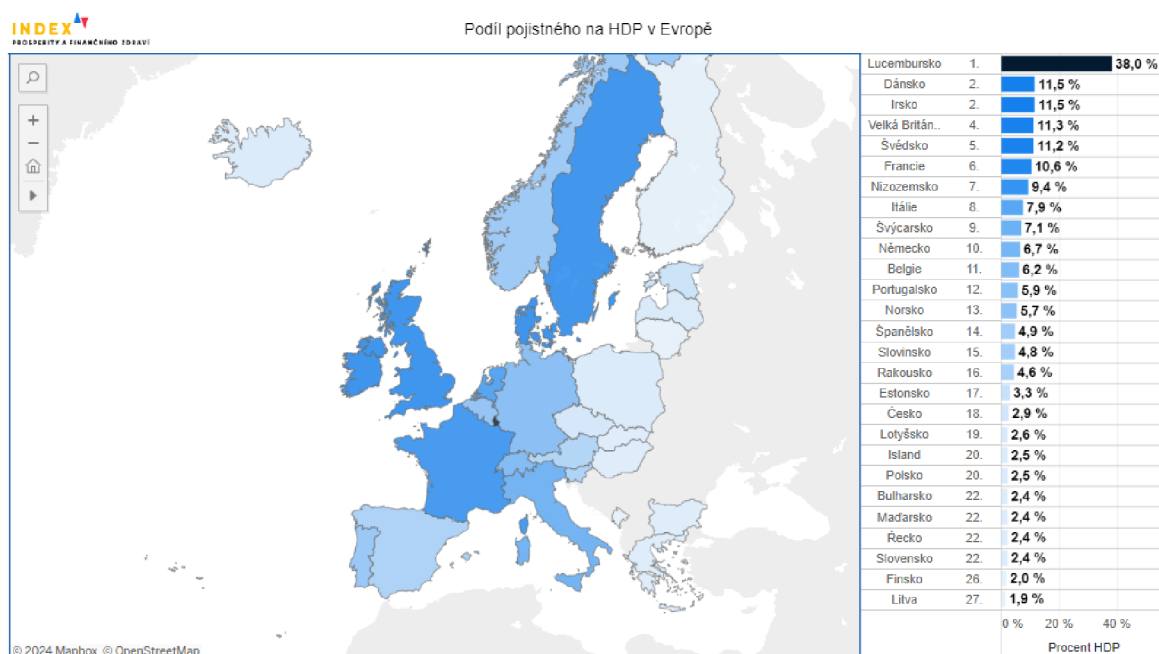 INDEX
PROSPERITY A FINANČNÍHO ZDRAVÍ
Podíl pojistného na HDP v Evropě
Lucembursko 1. 38,0 %
Dánsko 2. 11,5 %
Irsko 2. 11,5 %
Velká Britán.. 4. 11,3 %
Švédsko 5. 11,2 %
Francie 6. 10,6 %
Nizozemsko 7. 9,4 %
Itálie 8. 7,9 %
Švýcarsko 9. 7,1 %
Německo 10. 6,7 %
Belgie 11. 6,2 %
Portugalsko 12. 5,9 %
Norsko 13. 5,7 %
Španělsko 14. 4,9 %
Slovinsko 15. 4,8 %
Rakousko 16. 4,6 %
Estonsko 17. 3,3 %
Česko 18. 2,9 %
Lotyšsko 19. 2,6 %
Island 20. 2,5 %
Polsko 20. 2,5 %
Bulharsko 22. 2,4 %
Maďarsko 22. 2,4 %
Řecko 22. 2,4 %
Slovensko 22. 2,4 %
Finsko 26. 2,0 %
Litva 27. 1,9 %
0 % 20 % 40 %
Procent HDP
© 2024 Mapbox © OpenStreetMap